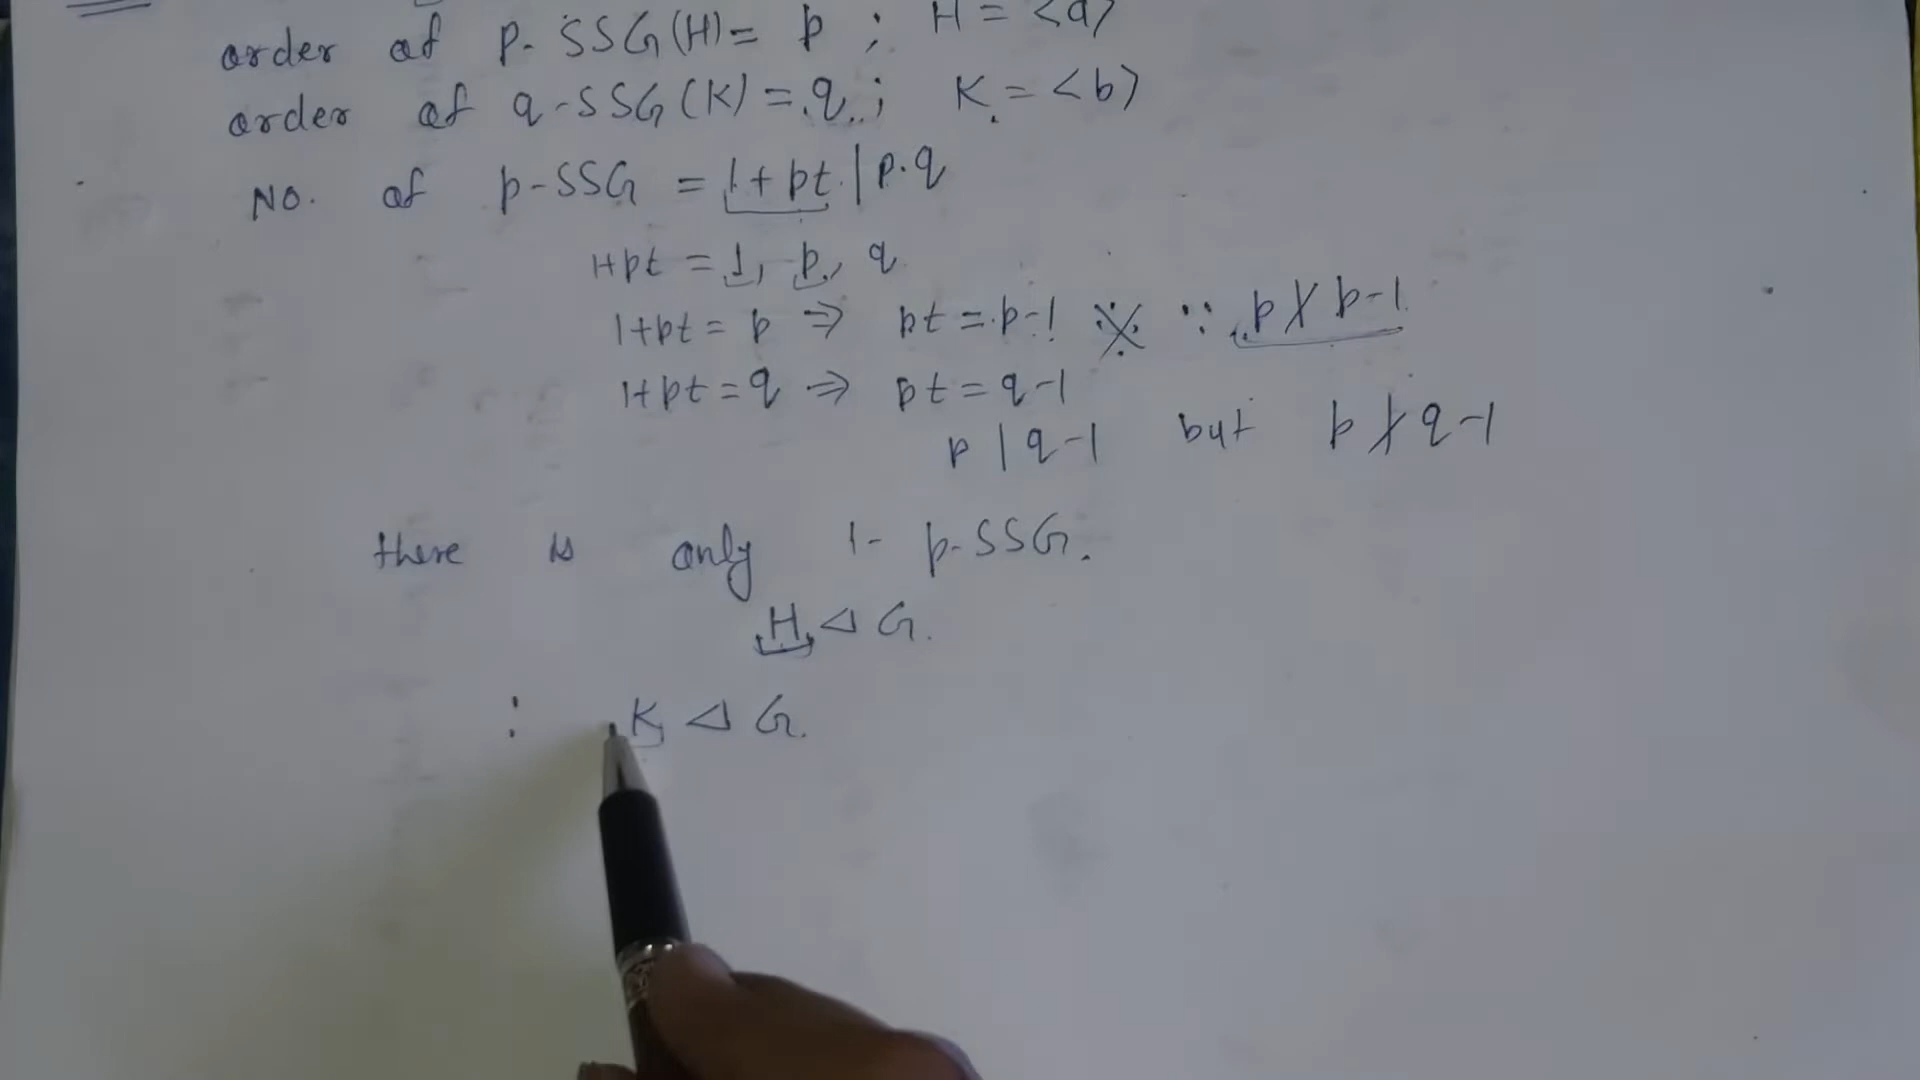 order of p-SSG(H) = p ; H = <a>
order of q-SSG(K) = q ; K = <b>
NO. of p-SSG = 1+pt | p.q
1+pt = 1, p, q
1+pt = p ⇒ pt = p-1 ※ ∵ p ∤ p-1
1+pt = q ⇒ pt = q-1
p | q-1 but p ∤ q-1
there is only 1- p-SSG.
H ⊲ G.
: K ⊲ G.